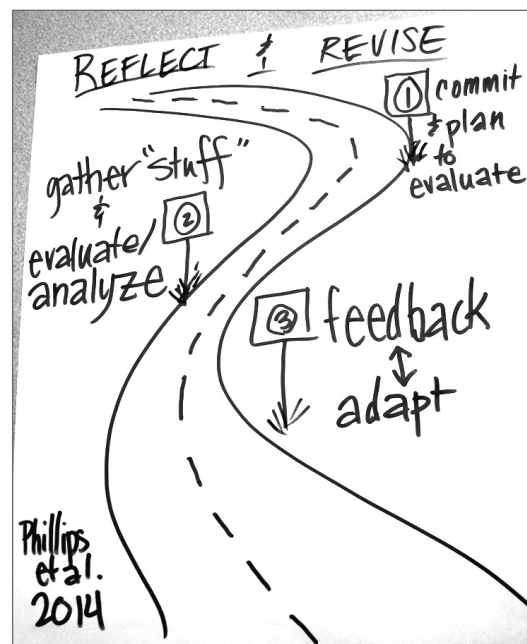 REFLECT & REVISE
① commit
& plan
to
evaluate
gather "stuff"
&
evaluate/
analyze
②
③ feedback
↕
adapt
Phillips
et al.
2014